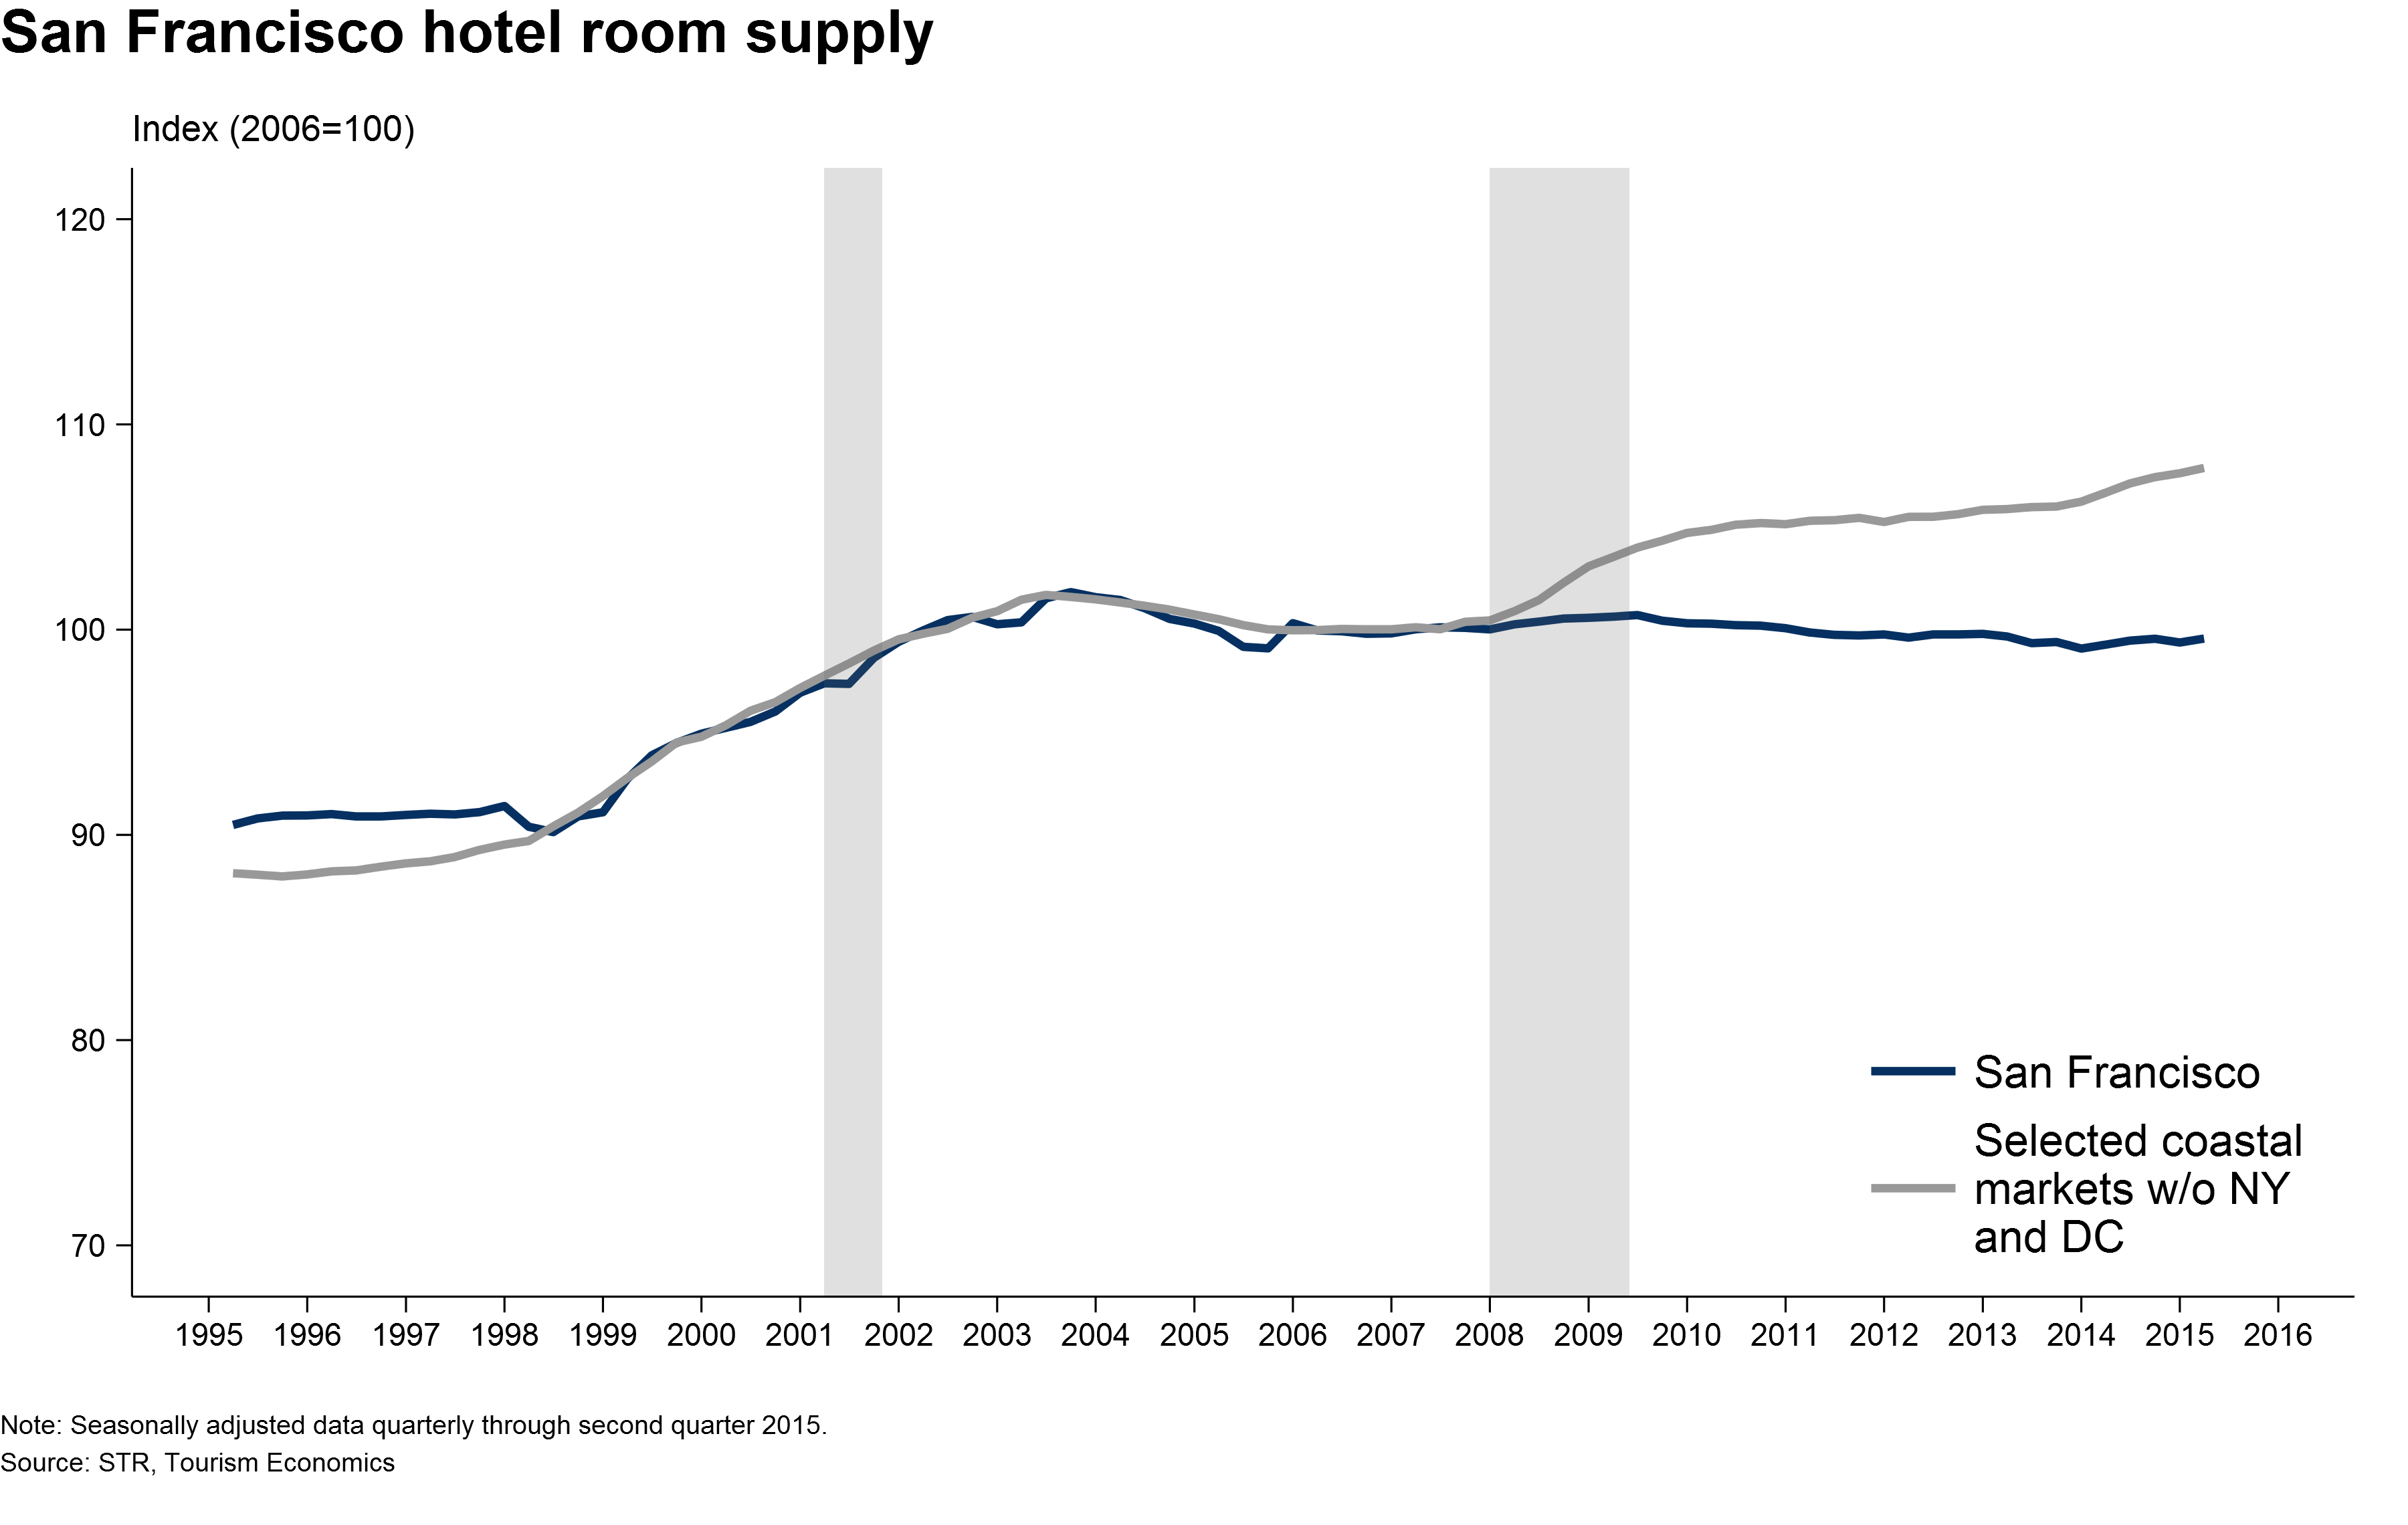 San Francisco hotel room supply
Index (2006=100)
120
110
100
90
80
70
San Francisco
Selected coastal
markets w/o NY
and DC
1995 1996 1997 1998 1999 2000 2001 2002 2003 2004 2005 2006 2007 2008 2009 2010 2011 2012 2013 2014 2015 2016
Note: Seasonally adjusted data quarterly through second quarter 2015.
Source: STR, Tourism Economics